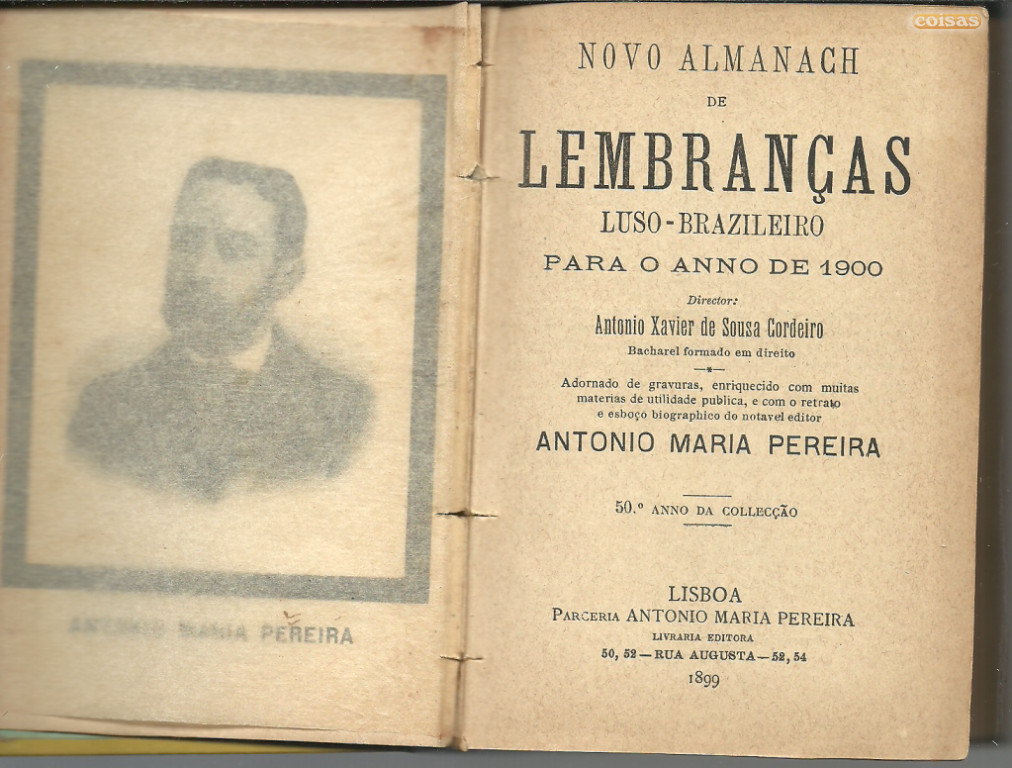 ANTONIO MARIA PEREIRA
coisas
NOVO ALMANACH
DE
LEMBRANÇAS
LUSO-BRAZILEIRO
PARA O ANNO DE 1900
Director:
Antonio Xavier de Sousa Cordeiro
Bacharel formado em direito
Adornado de gravuras, enriquecido com muitas
materias de utilidade publica, e com o retrato
e esboço biographico do notavel editor
ANTONIO MARIA PEREIRA
50.º ANNO DA COLLECÇÃO
LISBOA
PARCERIA ANTONIO MARIA PEREIRA
LIVRARIA EDITORA
50, 52 — RUA AUGUSTA — 52, 54
1899